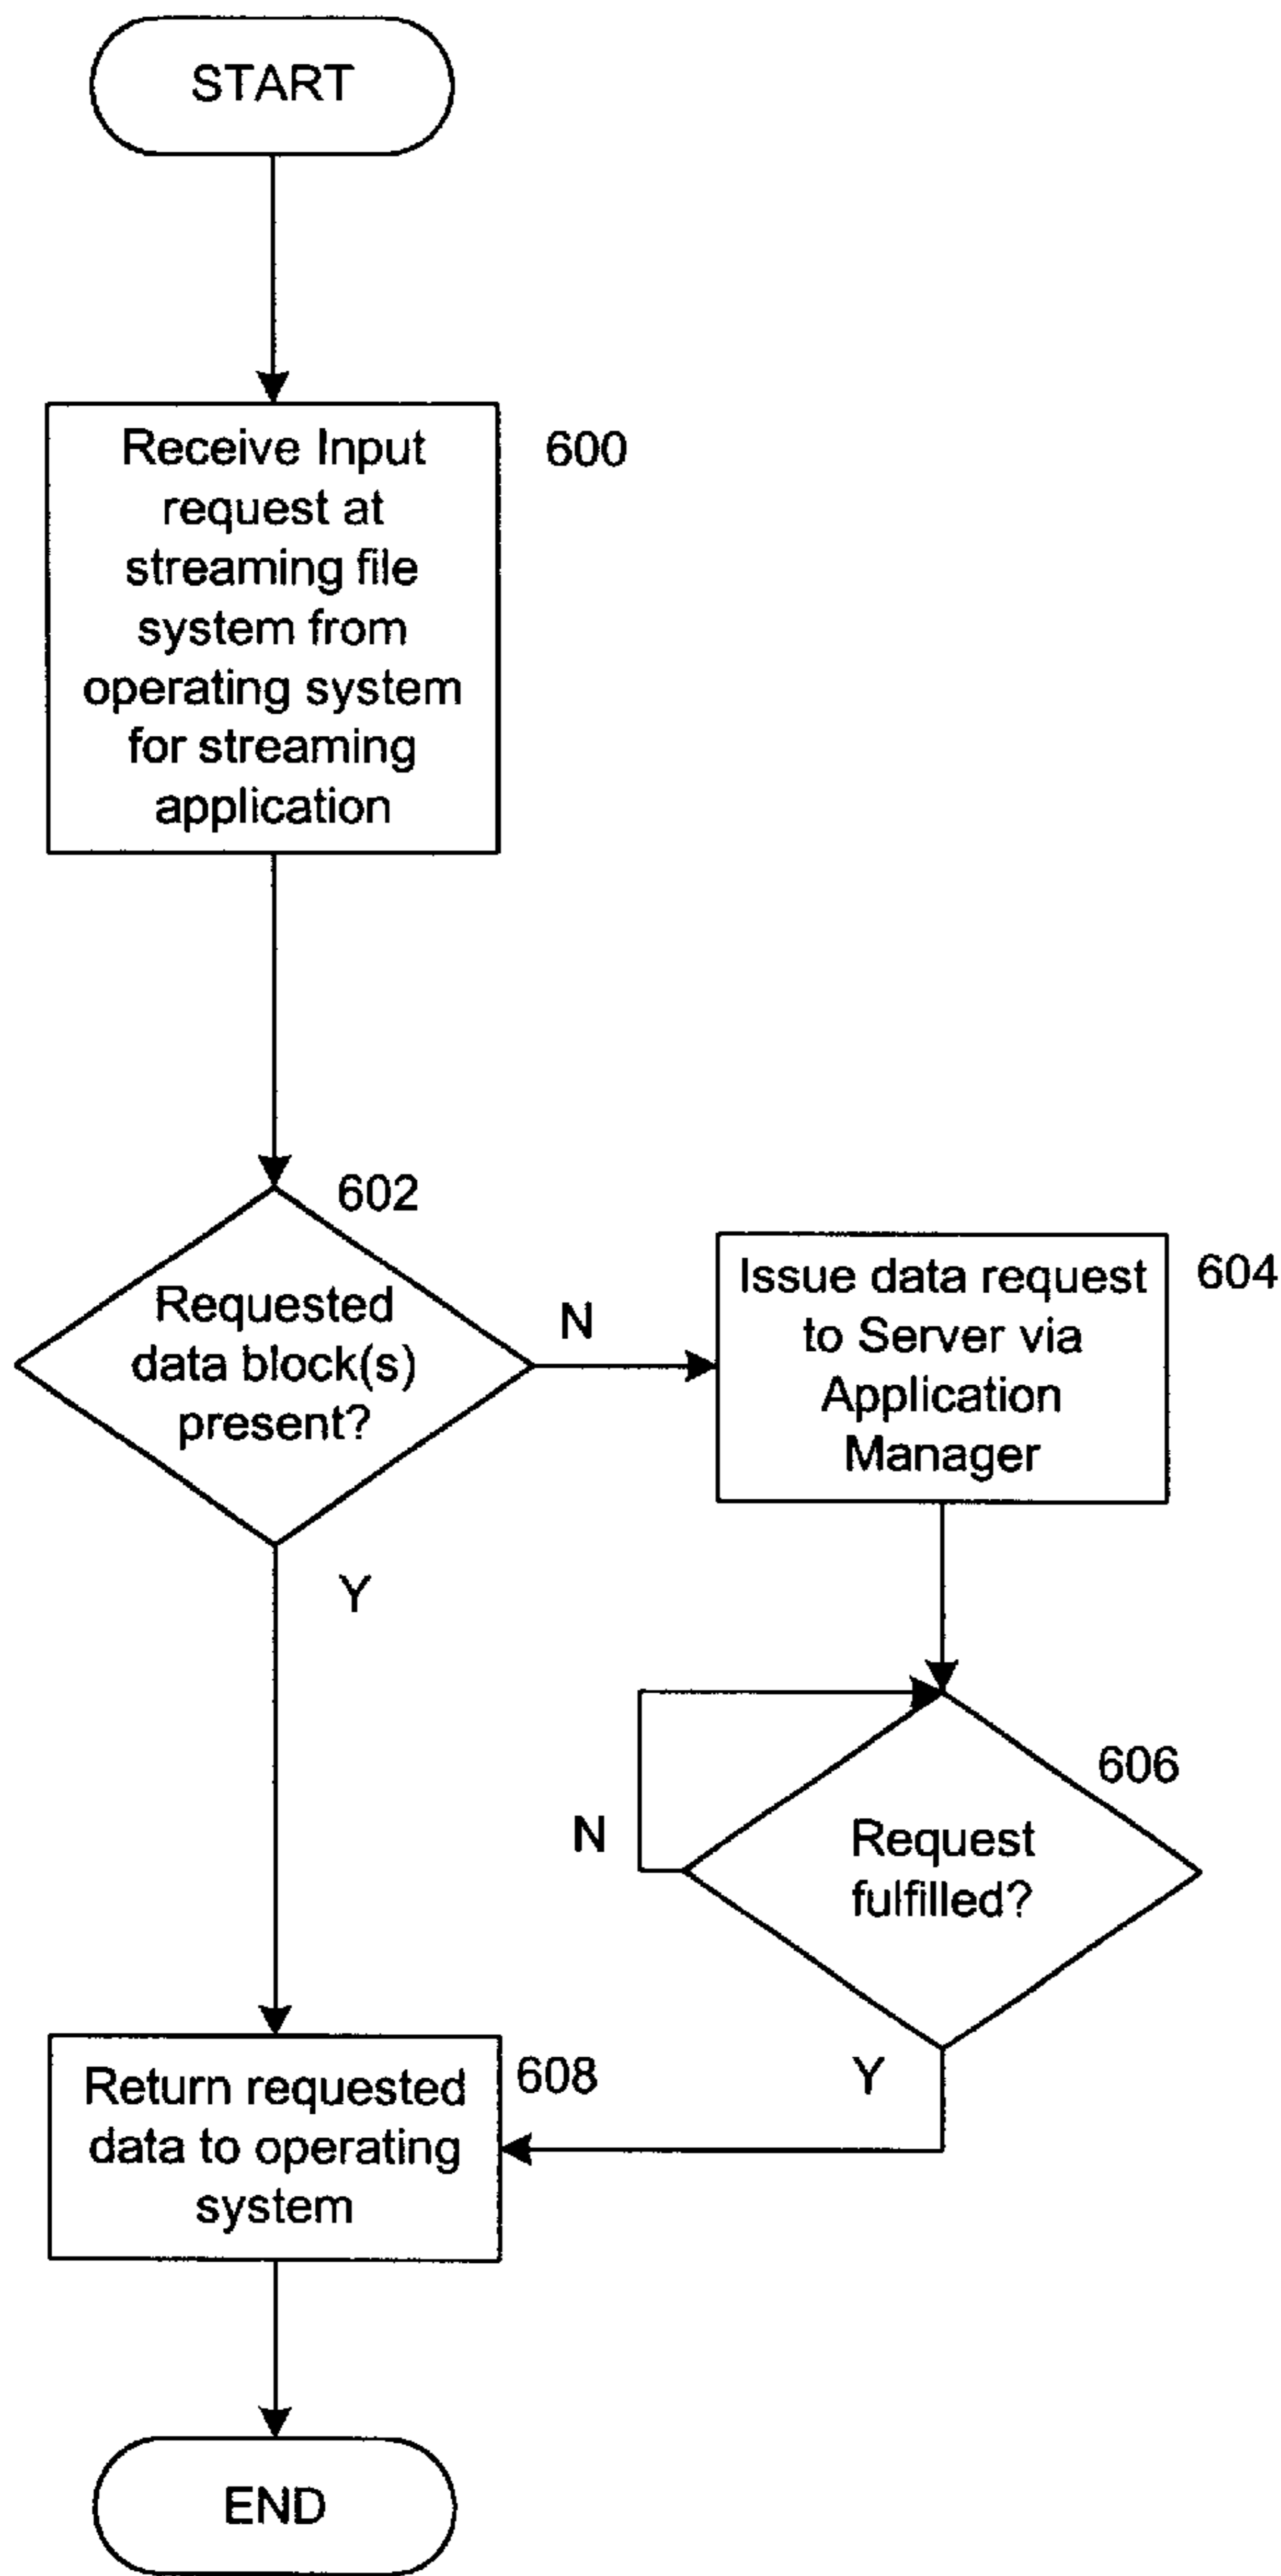 START
Receive Input
request at
streaming file
system from
operating system
for streaming
application
600
602
Requested
data block(s)
present?
N
Y
Issue data request
to Server via
Application
Manager
604
606
Request
fulfilled?
N
Y
Return requested
data to operating
system
608
END